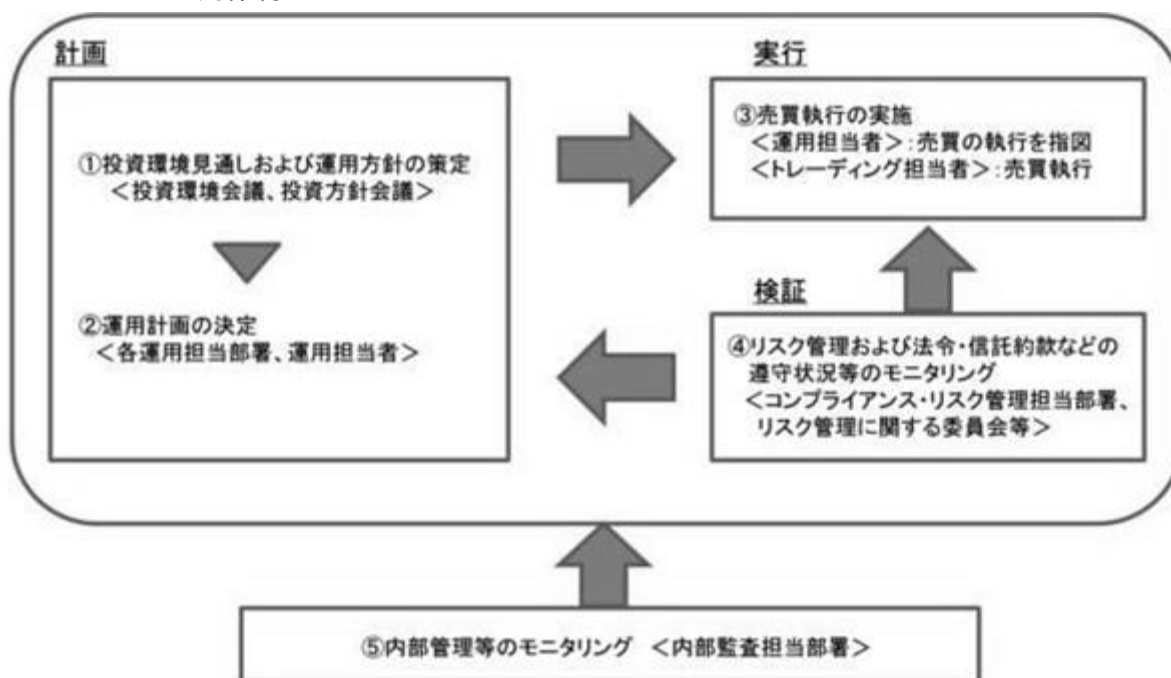 計画
①投資環境見通しおよび運用方針の策定
＜投資環境会議、投資方針会議＞
②運用計画の決定
＜各運用担当部署、運用担当者＞
実行
③売買執行の実施
＜運用担当者＞：売買の執行を指図
＜トレーディング担当者＞：売買執行
検証
④リスク管理および法令・信託約款などの
遵守状況等のモニタリング
＜コンプライアンス・リスク管理担当部署、
リスク管理に関する委員会等＞
⑤内部管理等のモニタリング ＜内部監査担当部署＞